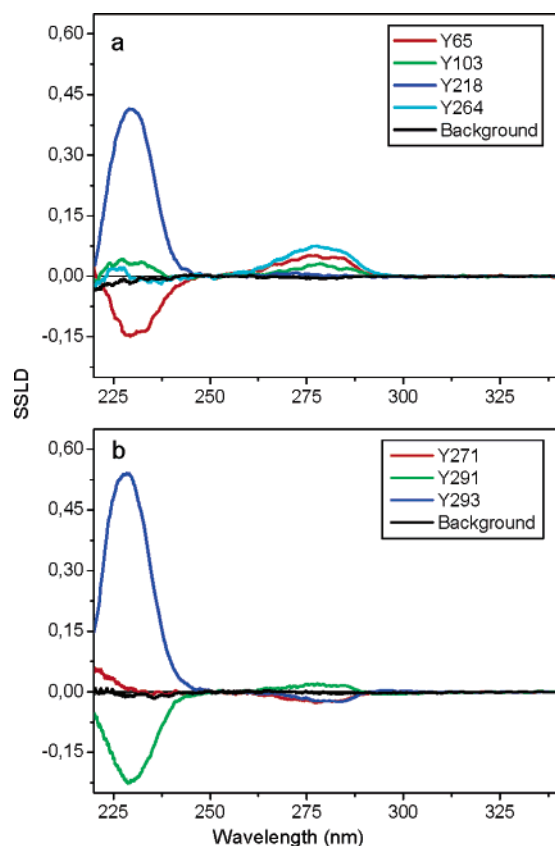 a
Y65
Y103
Y218
Y264
Background
0,60
0,45
0,30
0,15
0,00
-0,15
225 250 275 300 325
SSLD
b
Y271
Y291
Y293
Background
0,60
0,45
0,30
0,15
0,00
-0,15
225 250 275 300 325
Wavelength (nm)